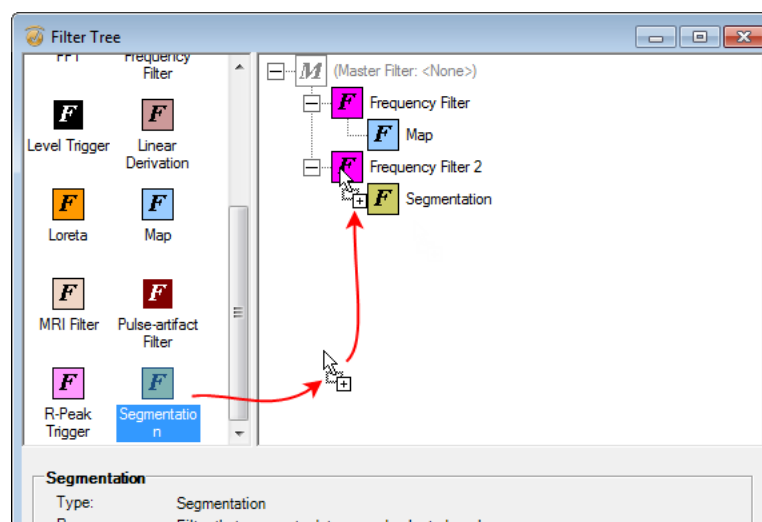 Filter Tree
FFT
Frequency
Filter
F
Level Trigger
F
Linear
Derivation
F
Loreta
F
Map
F
MRI Filter
F
Pulse-artifact
Filter
F
R-Peak
Trigger
F
Segmentatio
n
M (Master Filter: <None>)
F Frequency Filter
F Map
F Frequency Filter 2
F Segmentation
Segmentation
Type: Segmentation